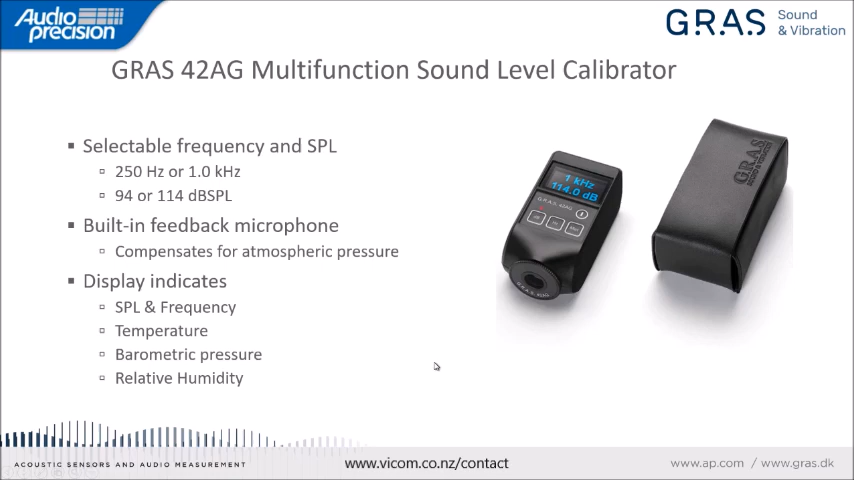 Audio
precision
GRAS Sound
& Vibration
GRAS 42AG Multifunction Sound Level Calibrator
Selectable frequency and SPL
250 Hz or 1.0 kHz
94 or 114 dBSPL
Built-in feedback microphone
Compensates for atmospheric pressure
Display indicates
SPL & Frequency
Temperature
Barometric pressure
Relative Humidity
1 kHz
114.0 dB
G.R.A.S. 42AG
GRAS
SOUND & VIBRATION
ACOUSTIC SENSORS AND AUDIO MEASUREMENT
www.vicom.co.nz/contact
www.ap.com / www.gras.dk